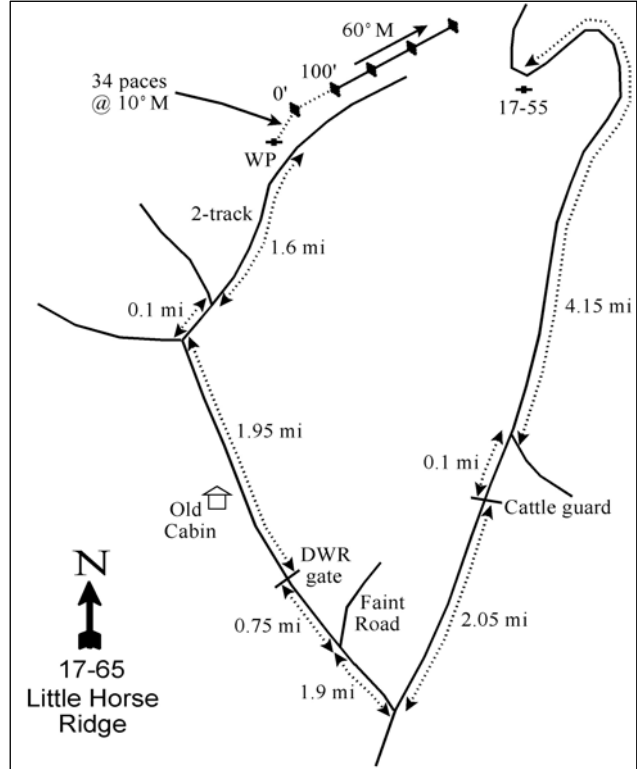 60° M
100'
34 paces
@ 10° M
0'
17-55
WP
2-track
1.6 mi
0.1 mi
4.15 mi
1.95 mi
0.1 mi
Old
Cabin
Cattle guard
N
DWR
gate
Faint
Road
0.75 mi
2.05 mi
1.9 mi
17-65
Little Horse
Ridge